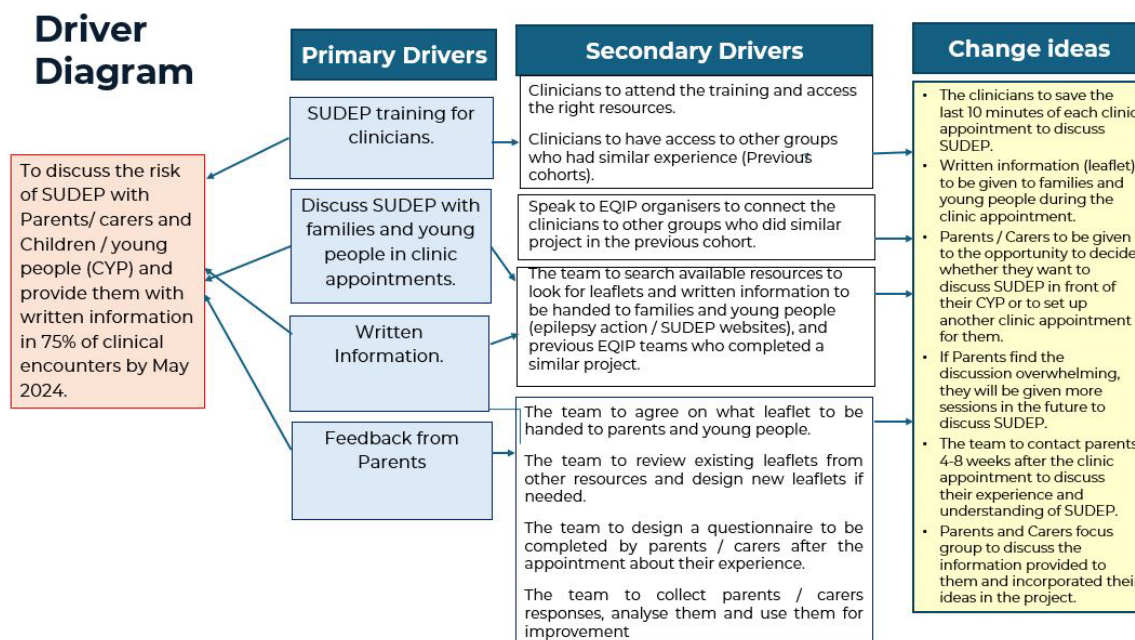 Driver
Diagram
Primary Drivers
Secondary Drivers
Change ideas
To discuss the risk
of SUDEP with
Parents/ carers and
Children / young
people (CYP) and
provide them with
written information
in 75% of clinical
encounters by May
2024.
SUDEP training for
clinicians.
Discuss SUDEP with
families and young
people in clinic
appointments.
Written
Information.
Feedback from
Parents
Clinicians to attend the training and access
the right resources.
Clinicians to have access to other groups
who had similar experience (Previous
cohorts).
Speak to EQIP organisers to connect the
clinicians to other groups who did similar
project in the previous cohort.
The team to search available resources to
look for leaflets and written information to
be handed to families and young people
(epilepsy action / SUDEP websites), and
previous EQIP teams who completed a
similar project.
The team to agree on what leaflet to be
handed to parents and young people.
The team to review existing leaflets from
other resources and design new leaflets if
needed.
The team to design a questionnaire to be
completed by parents / carers after the
appointment about their experience.
The team to collect parents / carers
responses, analyse them and use them for
improvement
• The clinicians to save the
last 10 minutes of each clinic
appointment to discuss
SUDEP.
• Written information (leaflet)
to be given to families and
young people during the
clinic appointment.
• Parents / Carers to be given
to the opportunity to decide
whether they want to
discuss SUDEP in front of
their CYP or to set up
another clinic appointment
for them.
• If Parents find the
discussion overwhelming,
they will be given more
sessions in the future to
discuss SUDEP.
• The team to contact parents
4-8 weeks after the clinic
appointment to discuss
their experience and
understanding of SUDEP.
• Parents and Carers focus
group to discuss the
information provided to
them and incorporated their
ideas in the project.